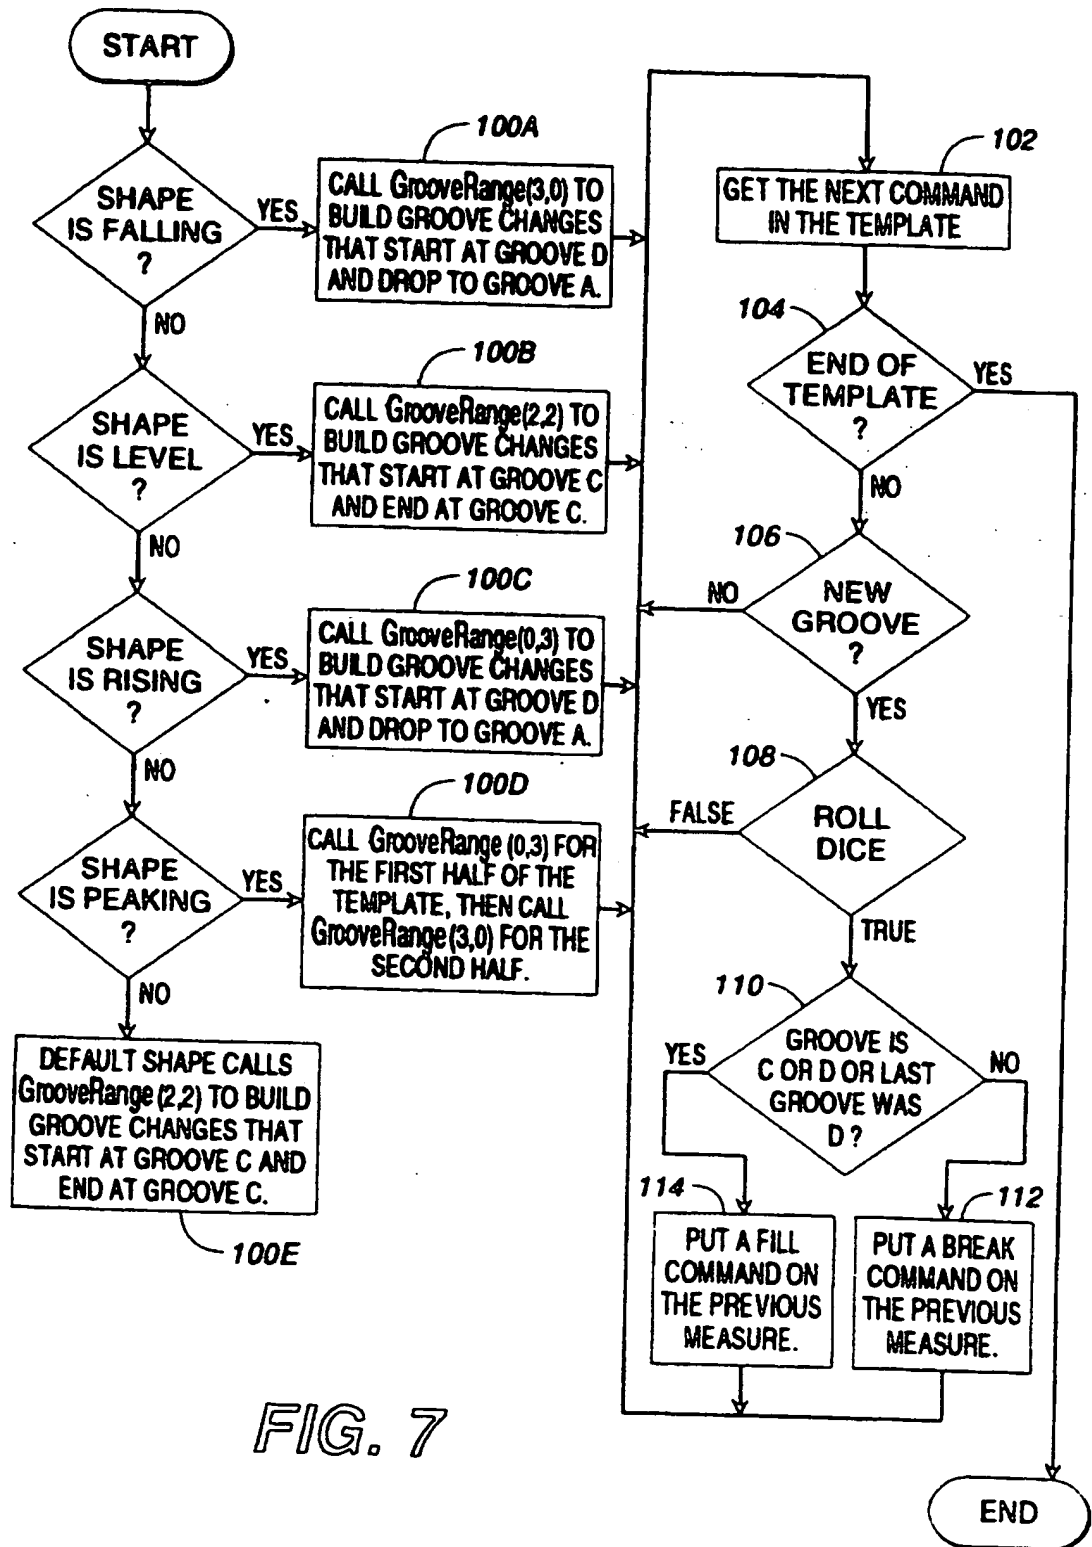 START
100A
SHAPE
IS FALLING
?
YES
CALL GrooveRange(3,0) TO
BUILD GROOVE CHANGES
THAT START AT GROOVE D
AND DROP TO GROOVE A.
NO
100B
SHAPE
IS LEVEL
?
YES
CALL GrooveRange(2,2) TO
BUILD GROOVE CHANGES
THAT START AT GROOVE C
AND END AT GROOVE C.
NO
100C
SHAPE
IS RISING
?
YES
CALL GrooveRange(0,3) TO
BUILD GROOVE CHANGES
THAT START AT GROOVE D
AND DROP TO GROOVE A.
NO
100D
SHAPE
IS PEAKING
?
YES
CALL GrooveRange (0,3) FOR
THE FIRST HALF OF THE
TEMPLATE, THEN CALL
GrooveRange(3,0) FOR THE
SECOND HALF.
NO
DEFAULT SHAPE CALLS
GrooveRange (2,2) TO BUILD
GROOVE CHANGES THAT
START AT GROOVE C AND
END AT GROOVE C.
100E
102
GET THE NEXT COMMAND
IN THE TEMPLATE
104
END OF
TEMPLATE
?
YES
NO
106
NEW
GROOVE
?
NO
YES
108
ROLL
DICE
FALSE
TRUE
110
GROOVE IS
C OR D OR LAST
GROOVE WAS
D ?
YES
NO
114
PUT A FILL
COMMAND ON
THE PREVIOUS
MEASURE.
112
PUT A BREAK
COMMAND ON
THE PREVIOUS
MEASURE.
END
FIG. 7